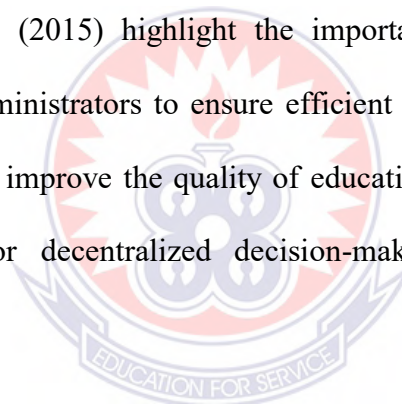 (2015) highlight the importa
ministrators to ensure efficient
improve the quality of educati
or decentralized decision-mak
EDUCATION FOR SERVICE